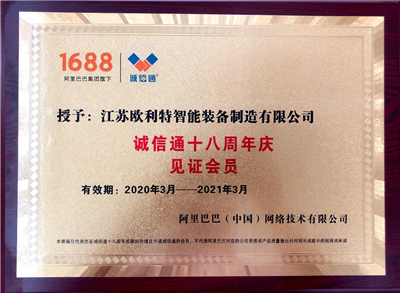 1688 诚信通
阿里巴巴集团旗下
授予：江苏欧利特智能装备制造有限公司
诚信通十八周年庆
见证会员
有效期：2020年3月——2021年3月
阿里巴巴（中国）网络技术有限公司